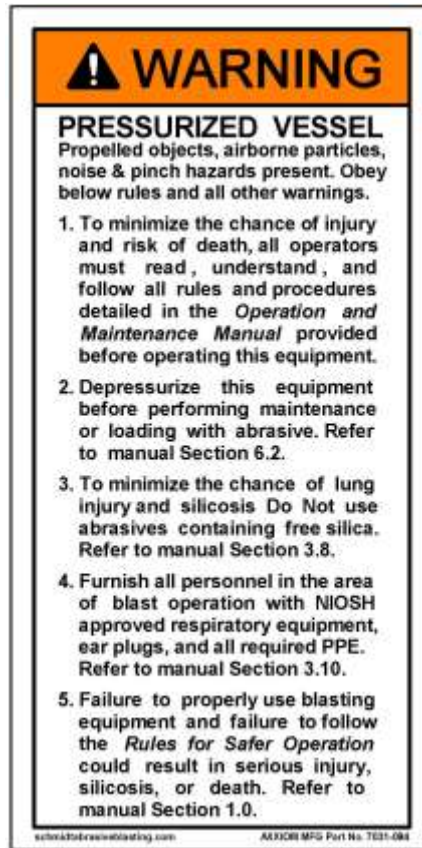 WARNING
PRESSURIZED VESSEL
Propelled objects, airborne particles,
noise & pinch hazards present. Obey
below rules and all other warnings.
1. To minimize the chance of injury
and risk of death, all operators
must read, understand, and
follow all rules and procedures
detailed in the Operation and
Maintenance Manual provided
before operating this equipment.
2. Depressurize this equipment
before performing maintenance
or loading with abrasive. Refer
to manual Section 6.2.
3. To minimize the chance of lung
injury and silicosis Do Not use
abrasives containing free silica.
Refer to manual Section 3.8.
4. Furnish all personnel in the area
of blast operation with NIOSH
approved respiratory equipment,
ear plugs, and all required PPE.
Refer to manual Section 3.10.
5. Failure to properly use blasting
equipment and failure to follow
the Rules for Safer Operation
could result in serious injury,
silicosis, or death. Refer to
manual Section 1.0.
schmidtabrasiveblasting.com AXXIOM MFG Part No. 7031-094